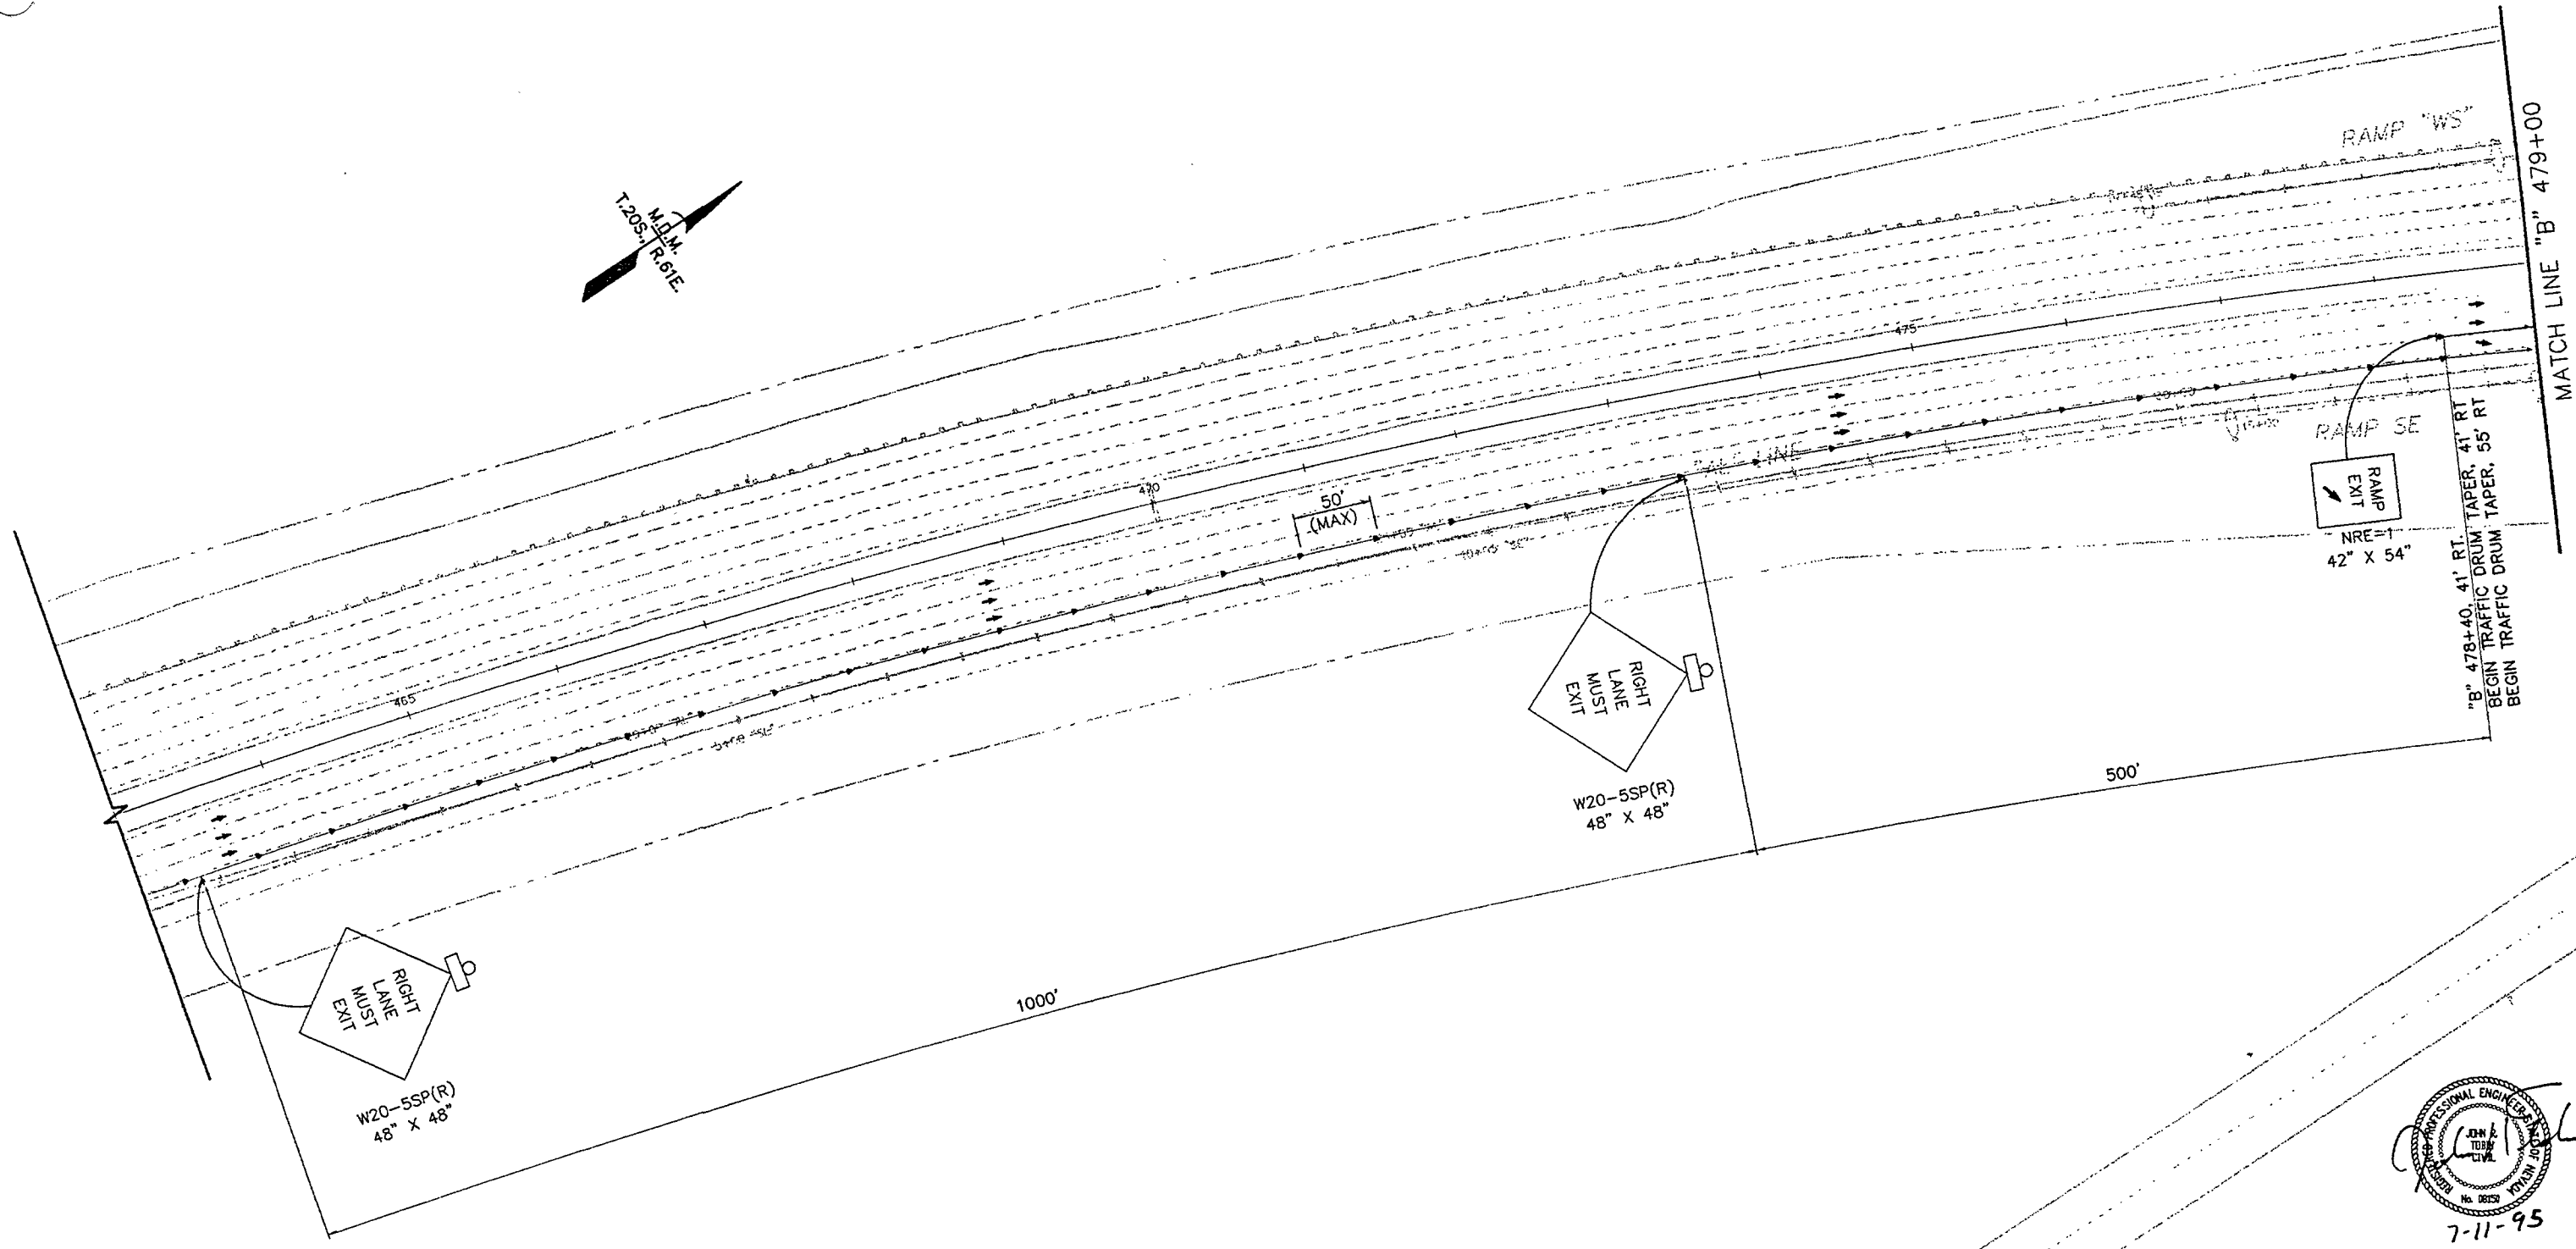 RAMP "WS"
MATCH LINE "B" 479+00
M.D.M.
T.20S., R.61E.
475
470
465
50'
(MAX)
RAMP SE
RAMP
EXIT
NRE=1
42" X 54"
"B" 478+40, 41' RT.
BEGIN TRAFFIC DRUM TAPER, 41' RT
BEGIN TRAFFIC DRUM TAPER, 55' RT
RIGHT
LANE
MUST
EXIT
W20-5SP(R)
48" X 48"
500'
RIGHT
LANE
MUST
EXIT
W20-5SP(R)
48" X 48"
1000'
REGISTERED PROFESSIONAL ENGINEER STATE OF NEVADA
CIVIL
7-11-95